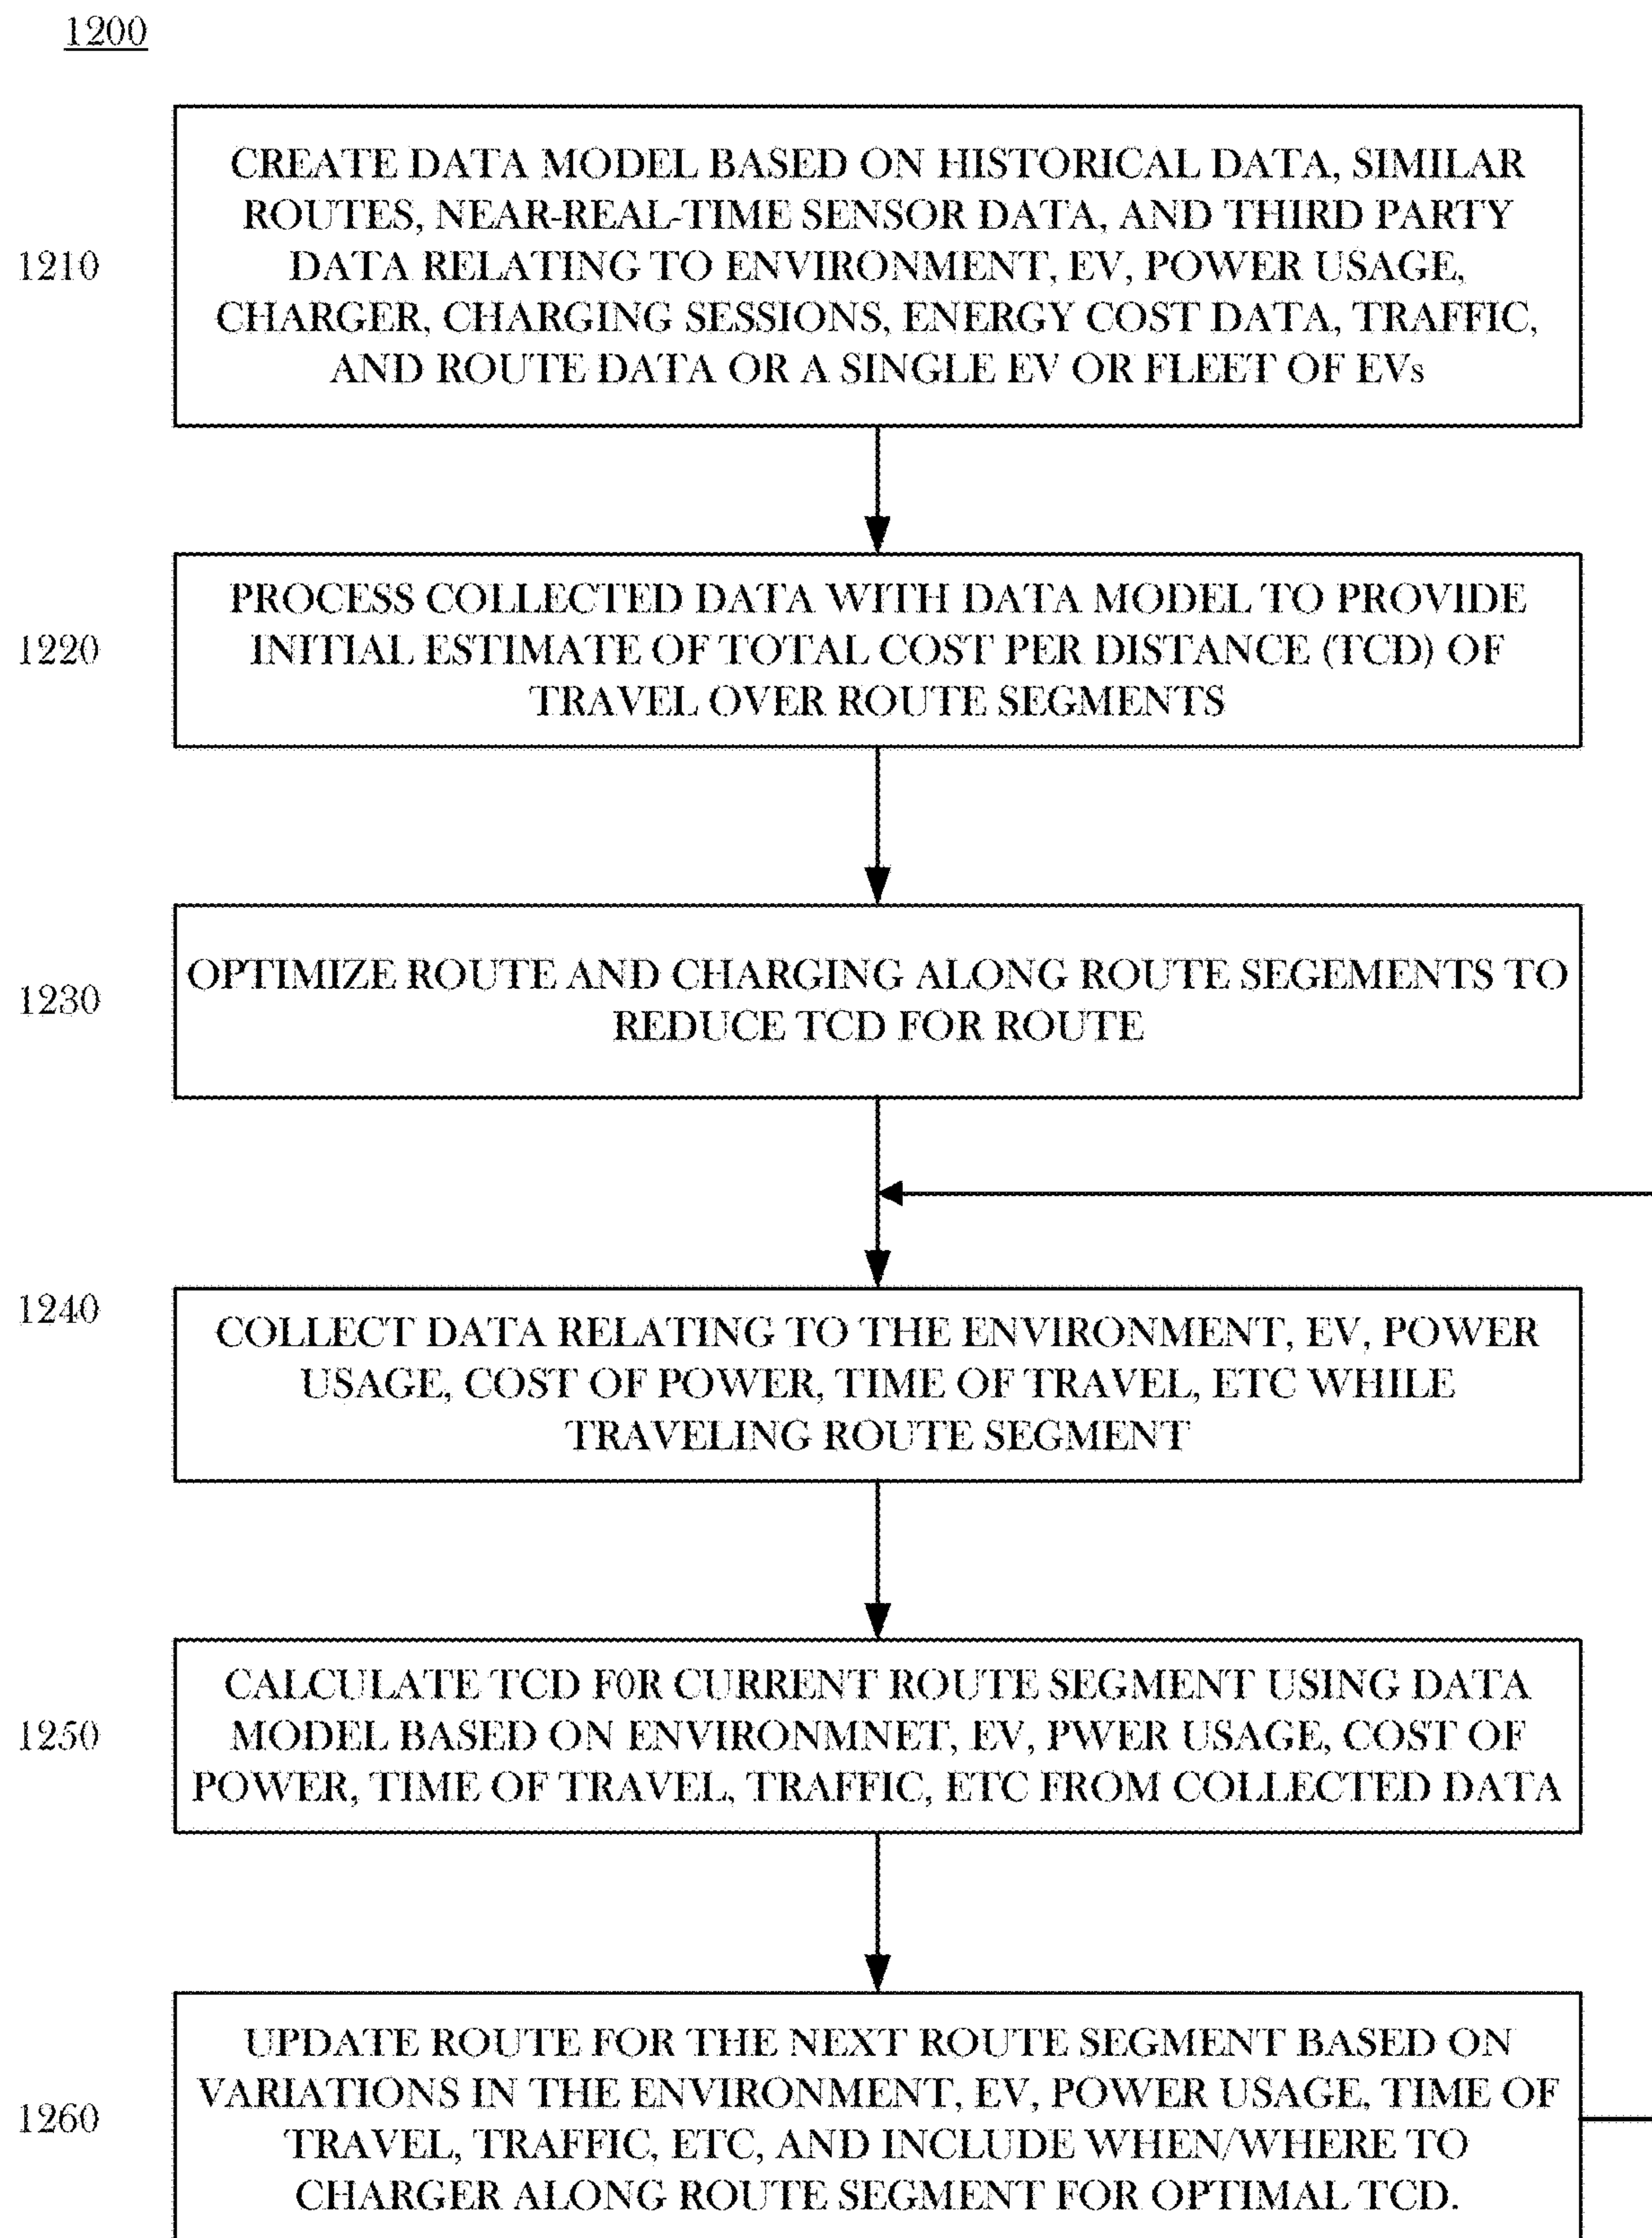 1200
CREATE DATA MODEL BASED ON HISTORICAL DATA, SIMILAR
ROUTES, NEAR-REAL-TIME SENSOR DATA, AND THIRD PARTY
1210
DATA RELATING TO ENVIRONMENT, EV, POWER USAGE,
CHARGER, CHARGING SESSIONS, ENERGY COST DATA, TRAFFIC,
AND ROUTE DATA OR A SINGLE EV OR FLEET OF EVs
PROCESS COLLECTED DATA WITH DATA MODEL TO PROVIDE
1220
INITIAL ESTIMATE OF TOTAL COST PER DISTANCE (TCD) OF
TRAVEL OVER ROUTE SEGMENTS
1230
OPTIMIZE ROUTE AND CHARGING ALONG ROUTE SEGEMENTS TO
REDUCE TCD FOR ROUTE
1240
COLLECT DATA RELATING TO THE ENVIRONMENT, EV, POWER
USAGE, COST OF POWER, TIME OF TRAVEL, ETC WHILE
TRAVELING ROUTE SEGMENT
CALCULATE TCD F0R CURRENT ROUTE SEGMENT USING DATA
1250
MODEL BASED ON ENVIRONMNET, EV, PWER USAGE, COST OF
POWER, TIME OF TRAVEL, TRAFFIC, ETC FROM COLLECTED DATA
UPDATE ROUTE FOR THE NEXT ROUTE SEGMENT BASED ON
VARIATIONS IN THE ENVIRONMENT, EV, POWER USAGE, TIME OF
1260
TRAVEL, TRAFFIC, ETC, AND INCLUDE WHEN/WHERE TO
CHARGER ALONG ROUTE SEGMENT FOR OPTIMAL TCD.